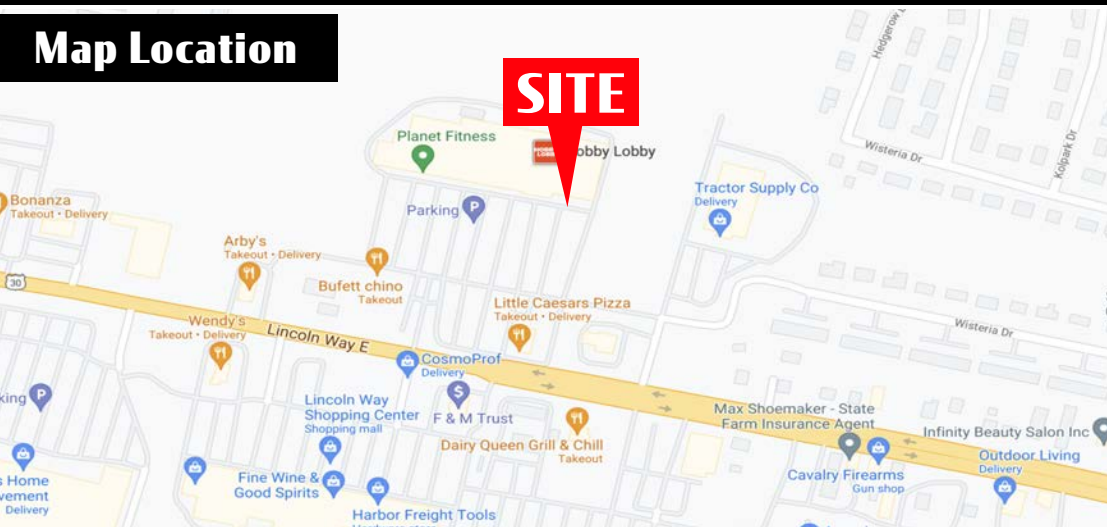 Map Location
SITE
Hedgerow
Planet Fitness
HOBBY
LOBBY
obby Lobby
Wisteria Dr
Kolpark Dr
Tractor Supply Co
Delivery
Bonanza
Takeout • Delivery
Parking
P
Arby's
Takeout • Delivery
30
Bufett chino
Takeout
Little Caesars Pizza
Takeout • Delivery
Wendy's
Takeout • Delivery
Lincoln Way E
Wisteria Dr
CosmoProf
Delivery
king
P
Lincoln Way
Shopping Center
Shopping mall
S
F & M Trust
Max Shoemaker - State
Farm Insurance Agent
Infinity Beauty Salon Inc
Dairy Queen Grill & Chill
Takeout
s Home
vement
Delivery
Fine Wine &
Good Spirits
Cavalry Firearms
Gun shop
Outdoor Living
Delivery
Harbor Freight Tools